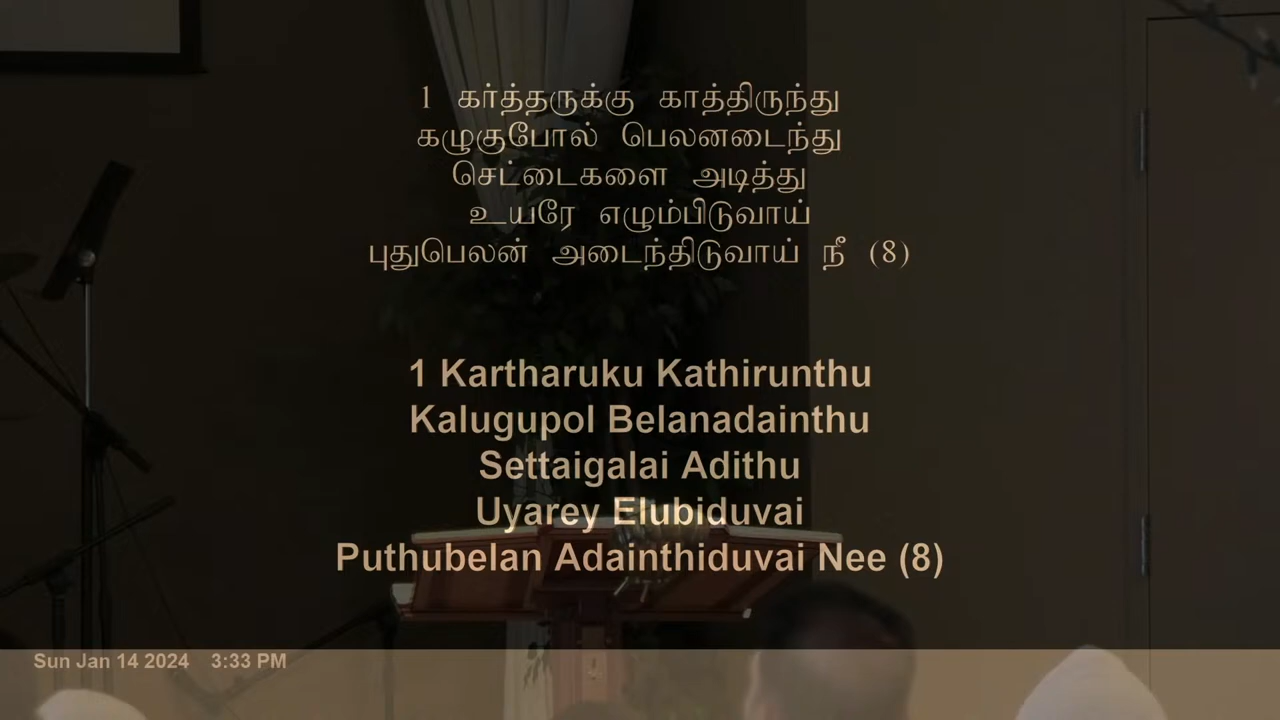 1 கர்த்தருக்கு காத்திருந்து
கழுகுபோல் பெலனடைந்து
செட்டைகளை அடித்து
உயரே எழும்பிடுவாய்
புதுபெலன் அடைந்திடுவாய் நீ (8)
1 Kartharuku Kathirunthu
Kalugupol Belanadainthu
Settaigalai Adithu
Uyarey Elubiduvai
Puthubelan Adainthiduvai Nee (8)
Sun Jan 14 2024 3:33 PM